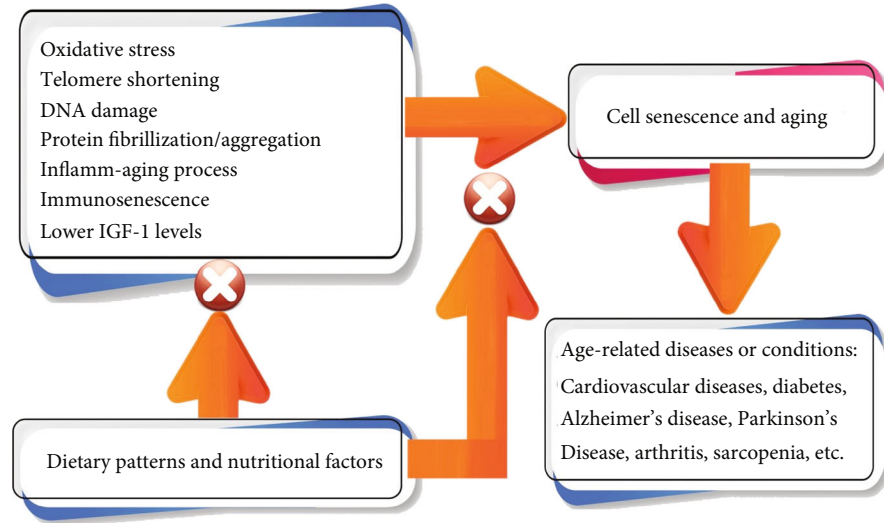 Oxidative stress
Telomere shortening
DNA damage
Protein fibrillization/aggregation
Inflamm-aging process
Immunosenescence
Lower IGF-1 levels
Cell senescence and aging
Dietary patterns and nutritional factors
Age-related diseases or conditions:
Cardiovascular diseases, diabetes,
Alzheimer's disease, Parkinson's
Disease, arthritis, sarcopenia, etc.